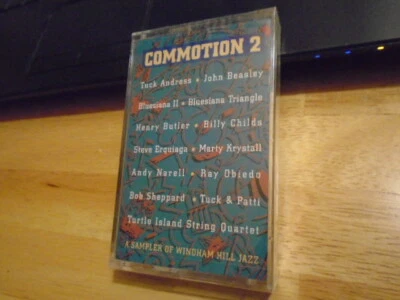 COMMOTION 2
Tuck Andress • John Beasley
Bluesiana II • Bluesiana Triangle
Henry Butler • Billy Childs
Steve Erquiaga • Marty Krystall
Andy Narell • Ray Obiedo
Bob Sheppard • Tuck & Patti
Turtle Island String Quartet
A SAMPLER OF WINDHAM HILL JAZZ